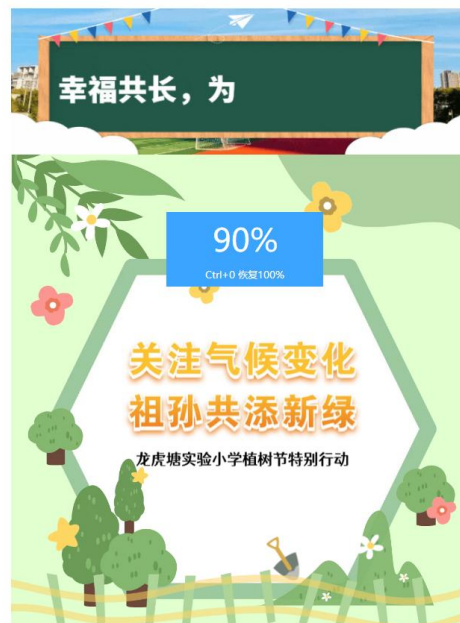 幸福共长，为
90%
Ctrl+0 恢复100%
关注气候变化
祖孙共添新绿
龙虎塘实验小学植树节特别行动